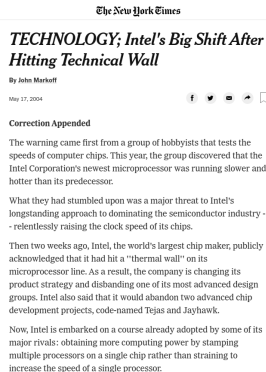 The New York Times
TECHNOLOGY; Intel's Big Shift After
Hitting Technical Wall
By John Markoff
May 17, 2004
Correction Appended
The warning came first from a group of hobbyists that tests the
speeds of computer chips. This year, the group discovered that the
Intel Corporation's newest microprocessor was running slower and
hotter than its predecessor.
What they had stumbled upon was a major threat to Intel's
longstanding approach to dominating the semiconductor industry -
- relentlessly raising the clock speed of its chips.
Then two weeks ago, Intel, the world's largest chip maker, publicly
acknowledged that it had hit a "thermal wall" on its
microprocessor line. As a result, the company is changing its
product strategy and disbanding one of its most advanced design
groups. Intel also said that it would abandon two advanced chip
development projects, code-named Tejas and Jayhawk.
Now, Intel is embarked on a course already adopted by some of its
major rivals: obtaining more computing power by stamping
multiple processors on a single chip rather than straining to
increase the speed of a single processor.